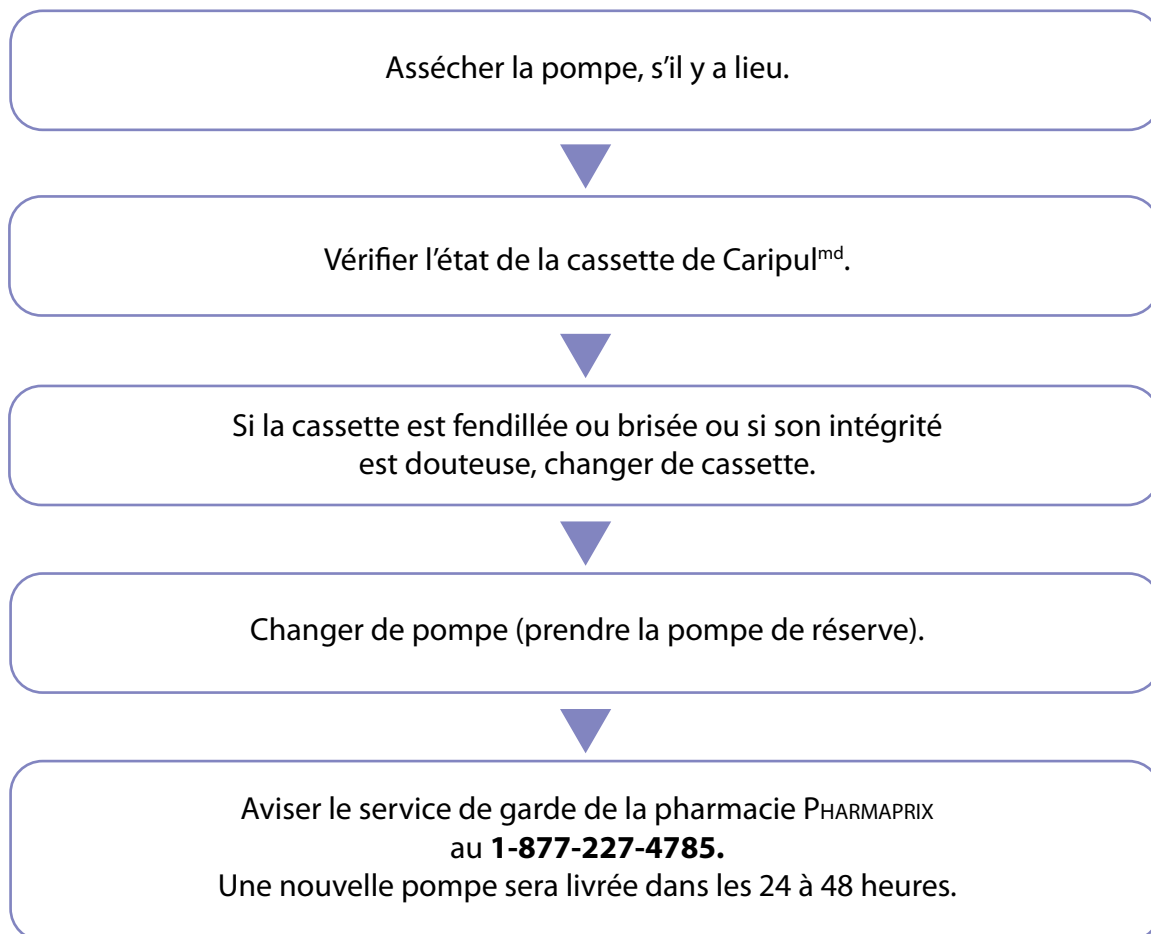 Assécher la pompe, s’il y a lieu.
Vérifier l’état de la cassette de Caripulᵐᵈ.
Si la cassette est fendillée ou brisée ou si son intégrité
est douteuse, changer de cassette.
Changer de pompe (prendre la pompe de réserve).
Aviser le service de garde de la pharmacie PHARMAPRIX
au 1-877-227-4785.
Une nouvelle pompe sera livrée dans les 24 à 48 heures.